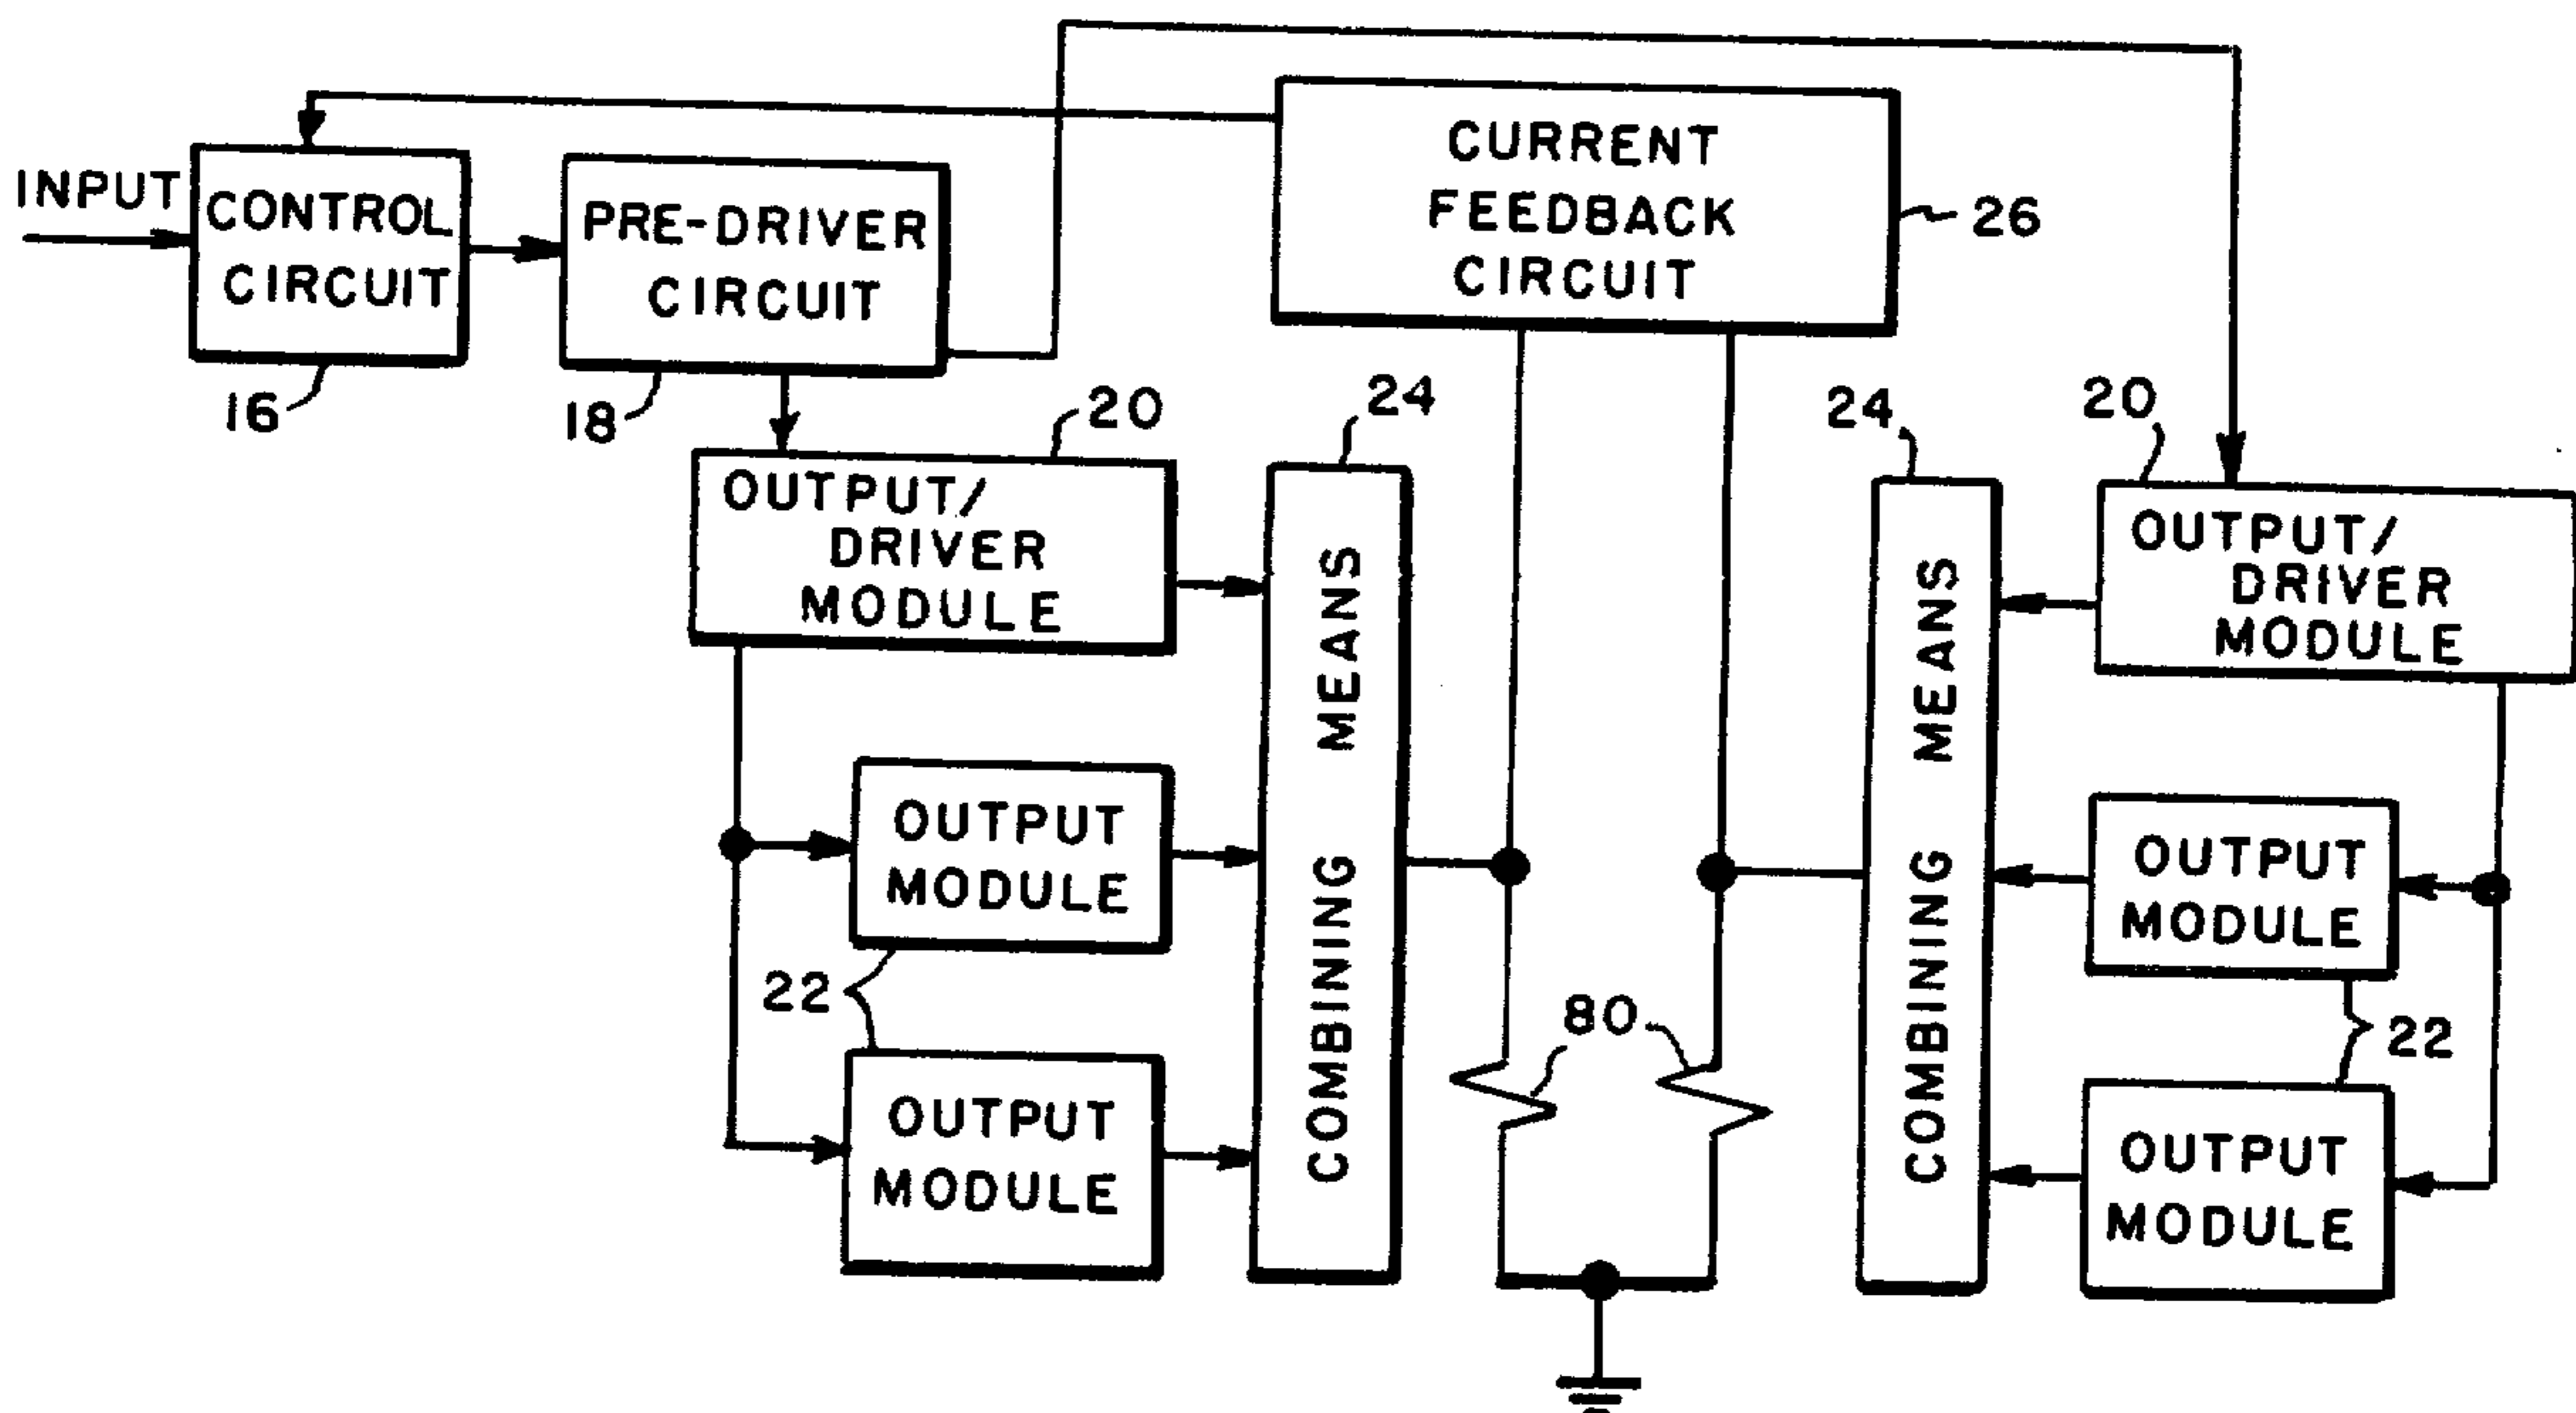 INPUT
CONTROL
CIRCUIT
16
PRE-DRIVER
CIRCUIT
18
CURRENT
FEEDBACK
CIRCUIT
26
OUTPUT/
DRIVER
MODULE
20
24
COMBINING MEANS
OUTPUT
MODULE
22
OUTPUT
MODULE
80
24
COMBINING MEANS
20
OUTPUT/
DRIVER
MODULE
OUTPUT
MODULE
22
OUTPUT
MODULE